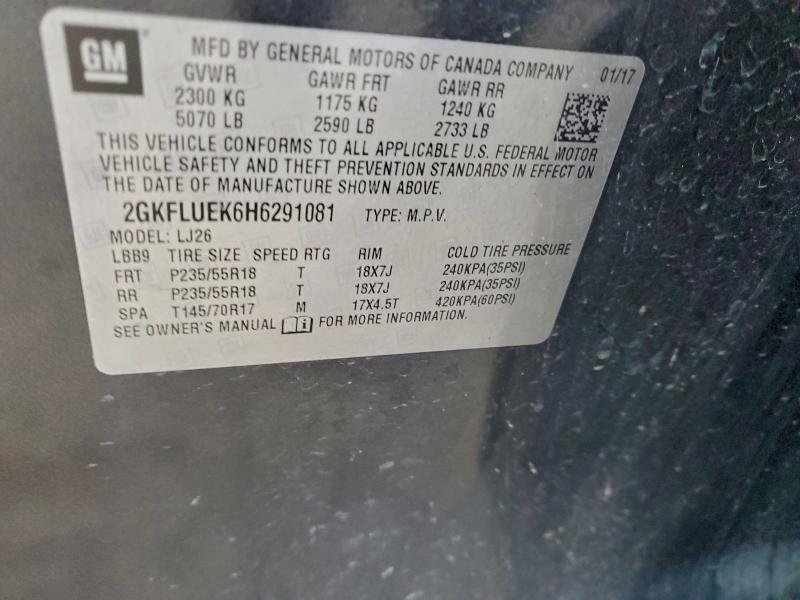 GM
MFD BY GENERAL MOTORS OF CANADA COMPANY 01/17
GVWR GAWR FRT GAWR RR
2300 KG 1175 KG 1240 KG
5070 LB 2590 LB 2733 LB
THIS VEHICLE CONFORMS TO ALL APPLICABLE U.S. FEDERAL MOTOR
VEHICLE SAFETY AND THEFT PREVENTION STANDARDS IN EFFECT ON
THE DATE OF MANUFACTURE SHOWN ABOVE.
2GKFLUEK6H6291081 TYPE: M.P.V.
MODEL: LJ26
LBB9 TIRE SIZE SPEED RTG RIM COLD TIRE PRESSURE
FRT P235/55R18 T 18X7J 240KPA(35PSI)
RR P235/55R18 T 18X7J 240KPA(35PSI)
SPA T145/70R17 M 17X4.5T 420KPA(60PSI)
SEE OWNER'S MANUAL FOR MORE INFORMATION.